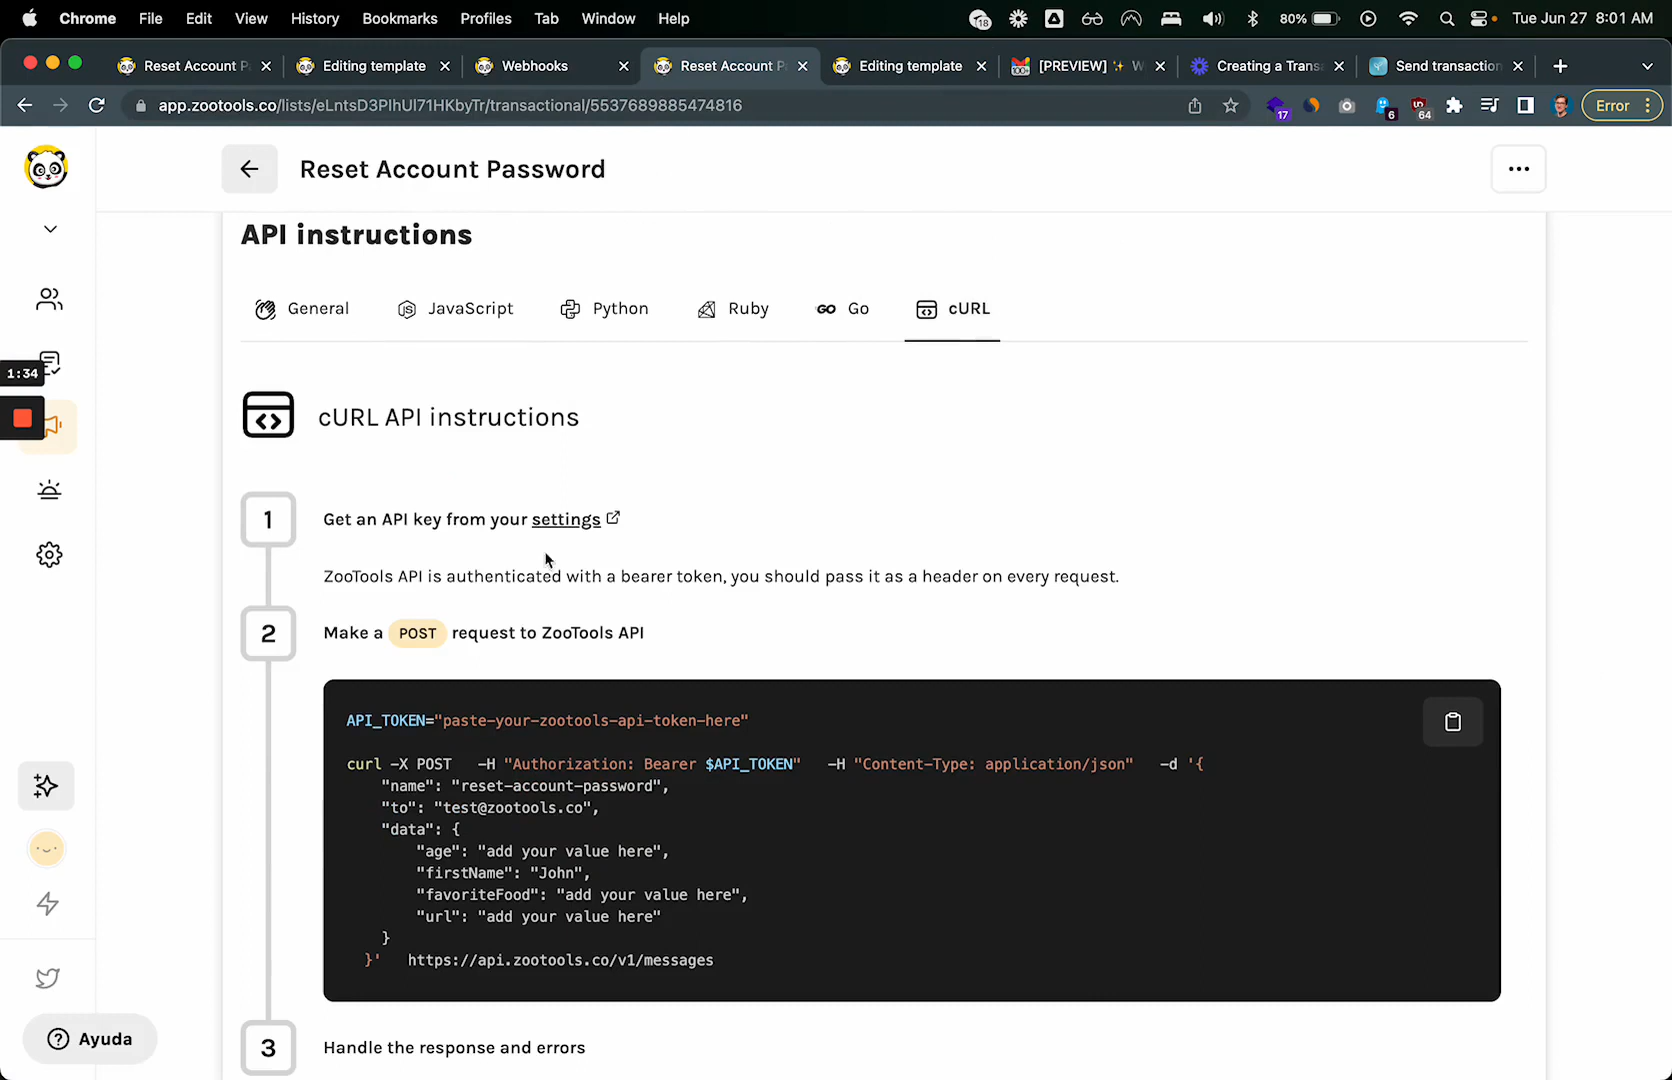 Chrome File Edit View History Bookmarks Profiles Tab Window Help 18 80% Tue Jun 27 8:01 AM
Reset Account P Editing template Webhooks Reset Account P Editing template [PREVIEW] ✨ W Creating a Trans Send transaction
app.zootools.co/lists/eLntsD3PIhUl71HKbyTr/transactional/5537689885474816 17 6 64 Error
Reset Account Password
API instructions
General JavaScript Python Ruby Go cURL
1:34
cURL API instructions
1 Get an API key from your settings
ZooTools API is authenticated with a bearer token, you should pass it as a header on every request.
2 Make a POST request to ZooTools API
API_TOKEN="paste-your-zootools-api-token-here"
curl -X POST -H "Authorization: Bearer $API_TOKEN" -H "Content-Type: application/json" -d '{
"name": "reset-account-password",
"to": "test@zootools.co",
"data": {
"age": "add your value here",
"firstName": "John",
"favoriteFood": "add your value here",
"url": "add your value here"
}
}' https://api.zootools.co/v1/messages
Ayuda
3 Handle the response and errors